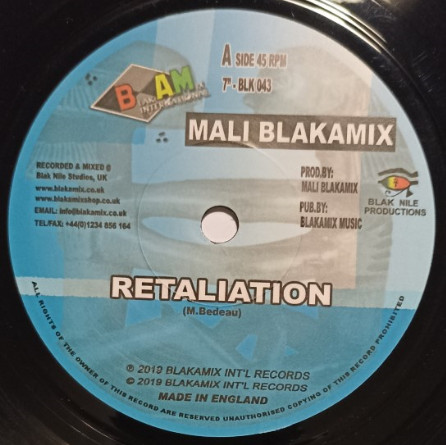 A SIDE 45 RPM
7" - BLK 043
BAM
BLAKAMIX
INTERNATIONAL
MALI BLAKAMIX
RECORDED & MIXED @
Blak Nile Studios, UK
www.blakamix.co.uk
www.blakamixshop.co.uk
EMAIL: info@blakamix.co.uk
TEL/FAX: +44(0)1234 856 164
PROD.BY:
MALI BLAKAMIX
PUB.BY:
BLAKAMIX MUSIC
BLAK NILE
PRODUCTIONS
RETALIATION
(M.Bedeau)
℗ 2019 BLAKAMIX INT'L RECORDS
© 2019 BLAKAMIX INT'L RECORDS
MADE IN ENGLAND
ALL RIGHTS OF THE OWNER OF THIS RECORD ARE RESERVED UNAUTHORISED COPYING OF THIS RECORD PROHIBITED